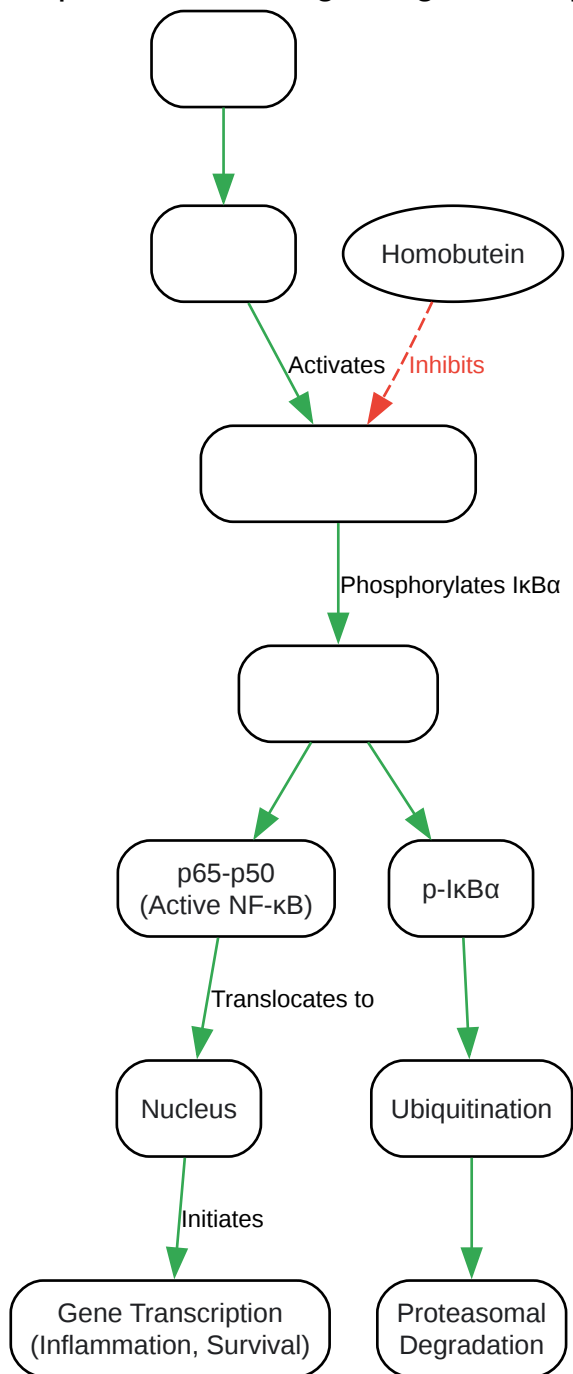 Homobutein
Activates
Inhibits
Phosphorylates IκBα
p65-p50
(Active NF-κB)
p-IκBα
Translocates to
Nucleus
Ubiquitination
Initiates
Gene Transcription
(Inflammation, Survival)
Proteasomal
Degradation